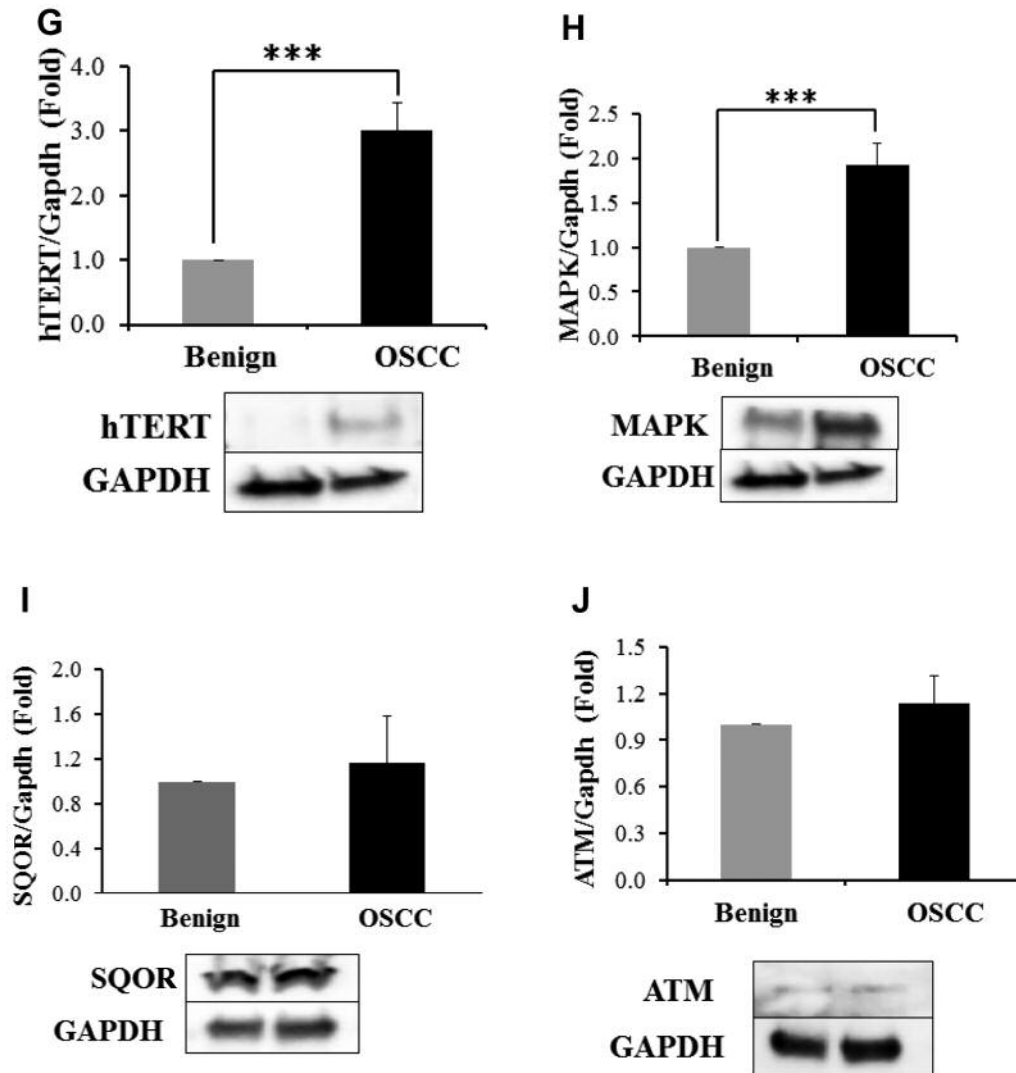 G
***
hTERT/Gapdh (Fold)
4.0
3.0
2.0
1.0
0.0
Benign OSCC
hTERT
GAPDH
H
***
MAPK/Gapdh (Fold)
2.5
2.0
1.5
1.0
0.5
0.0
Benign OSCC
MAPK
GAPDH
I
SQOR/Gapdh (Fold)
2.0
1.6
1.2
0.8
0.4
0.0
Benign OSCC
SQOR
GAPDH
J
ATM/Gapdh (Fold)
1.5
1.2
0.9
0.6
0.3
0.0
Benign OSCC
ATM
GAPDH